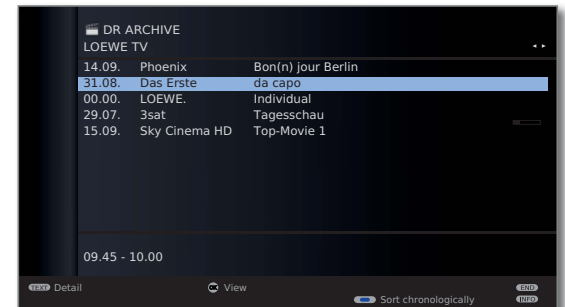 DR ARCHIVE
LOEWE TV
14.09. Phoenix Bon(n) jour Berlin
31.08. Das Erste da capo
00.00. LOEWE. Individual
29.07. 3sat Tagesschau
15.09. Sky Cinema HD Top-Movie 1
09.45 - 10.00
TEXT Detail OK View END
Sort chronologically INFO